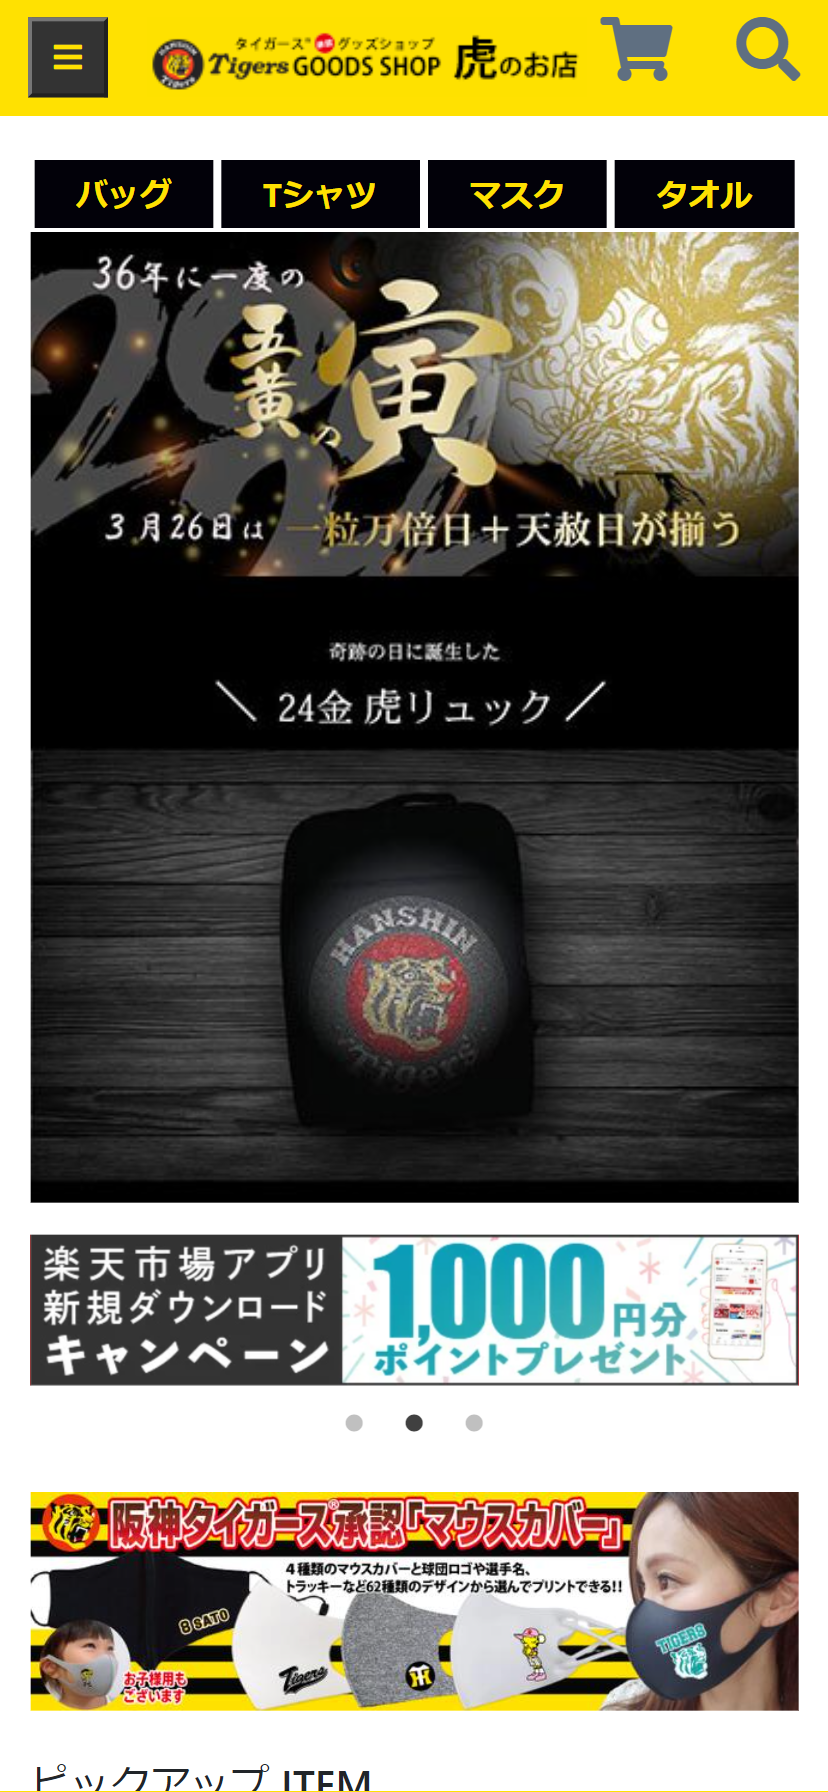 タイガース™ 承認 グッズショップ
Tigers GOODS SHOP 虎のお店
HANSHIN Tigers
バッグ Tシャツ マスク タオル
36年に一度の
五黄の寅
2022
3月26日は 一粒万倍日＋天赦日が揃う
奇跡の日に誕生した
＼ 24金 虎リュック ／
HANSHIN
Tigers
楽天市場アプリ
新規ダウンロード
キャンペーン
1,000円分
ポイントプレゼント
阪神タイガース®承認「マウスカバー」
4種類のマウスカバーと球団ロゴや選手名、
トラッキーなど62種類のデザインから選んでプリントできる!!
8 SATO
Tigers
TIGERS
お子様用も
ございます
ピックアップ ITEM